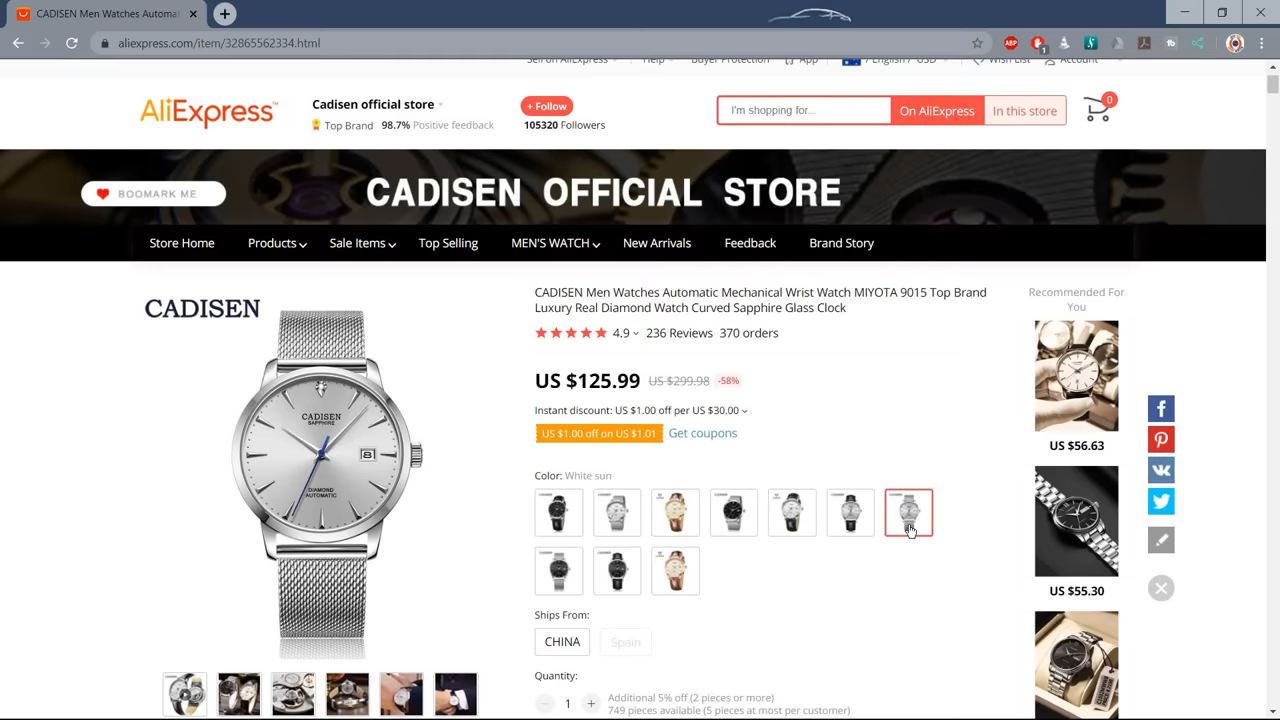 CADISEN Men Watches Automat
aliexpress.com/item/32865562334.html
ABP
1
Sell on AliExpress
Help
Buyer Protection
App
/ English / USD
Wish List
Account
AliExpress™
Cadisen official store
Top Brand
98.7% Positive feedback
+ Follow
105320 Followers
I'm shopping for...
On AliExpress
In this store
0
BOOMARK ME
CADISEN OFFICIAL STORE
Store Home
Products
Sale Items
Top Selling
MEN'S WATCH
New Arrivals
Feedback
Brand Story
CADISEN
CADISEN
SAPPHIRE
8
DIAMOND
AUTOMATIC
CADISEN Men Watches Automatic Mechanical Wrist Watch MIYOTA 9015 Top Brand
Luxury Real Diamond Watch Curved Sapphire Glass Clock
4.9
236 Reviews
370 orders
US $125.99
US $299.98
-58%
Instant discount: US $1.00 off per US $30.00
US $1.00 off on US $1.01
Get coupons
Color: White sun
Ships From:
CHINA
Spain
Quantity:
1
+
Additional 5% off (2 pieces or more)
749 pieces available (5 pieces at most per customer)
Recommended For
You
US $56.63
US $55.30